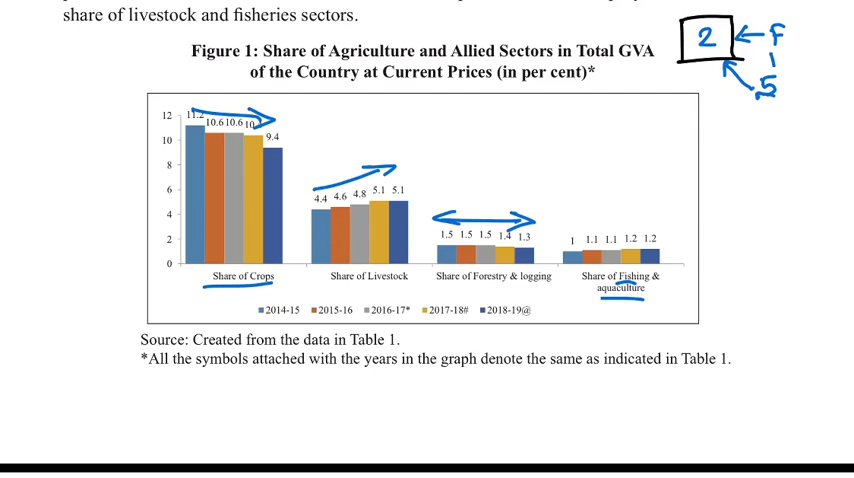 share of livestock and fisheries sectors.
2 F
5
Figure 1: Share of Agriculture and Allied Sectors in Total GVA
of the Country at Current Prices (in per cent)*
12
10
8
6
4
2
0
11.2 10.6 10.6 9.4
4.4 4.6 4.8 5.1 5.1
1.5 1.5 1.5 1.4 1.3
1 1.1 1.1 1.2 1.2
Share of Crops Share of Livestock Share of Forestry & logging Share of Fishing &
aquaculture
2014-15 2015-16 2016-17* 2017-18# 2018-19@
Source: Created from the data in Table 1.
*All the symbols attached with the years in the graph denote the same as indicated in Table 1.